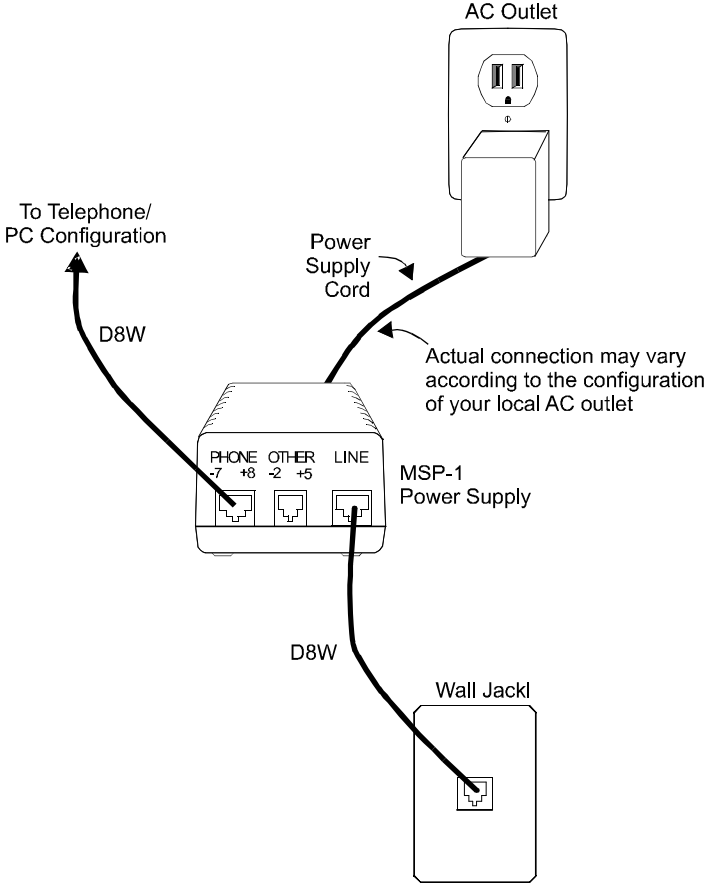 AC Outlet
To Telephone/
PC Configuration
Power
Supply
Cord
D8W
Actual connection may vary
according to the configuration
of your local AC outlet
PHONE OTHER LINE
-7 +8 -2 +5
MSP-1
Power Supply
D8W
Wall Jackl